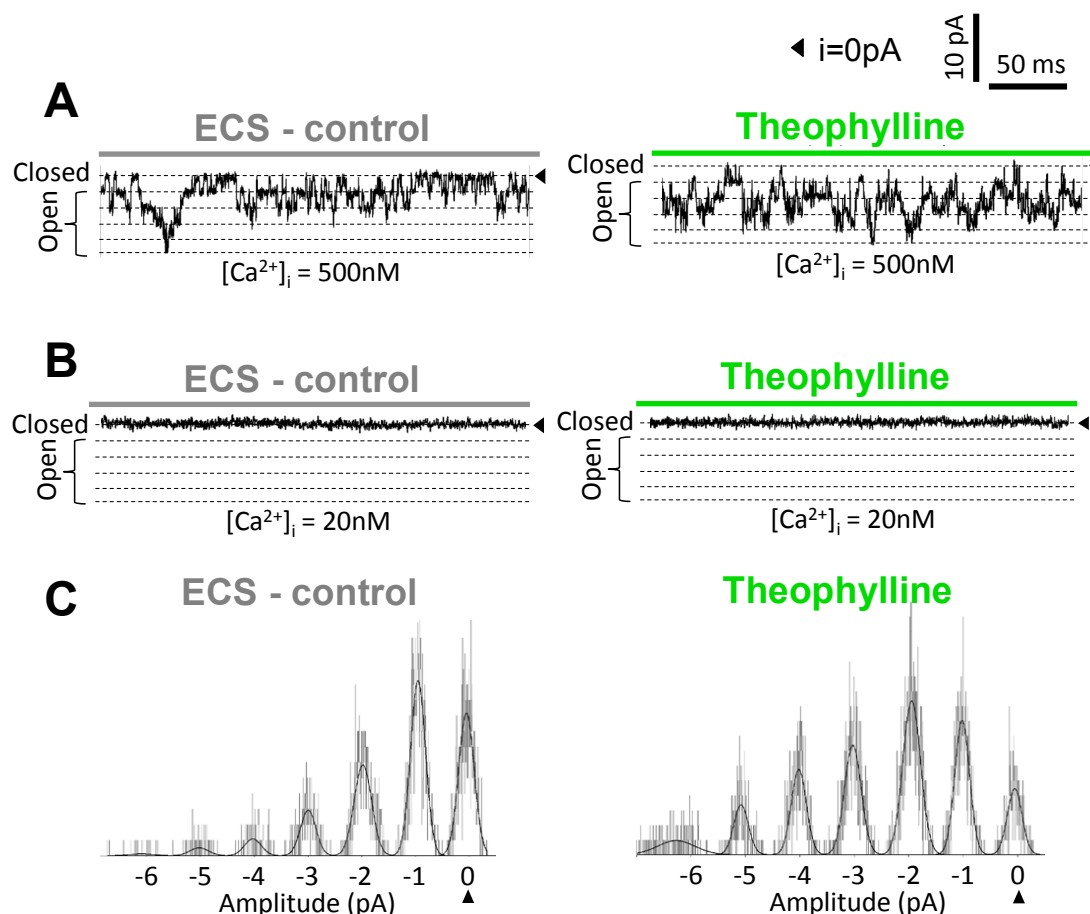 ◄ i=0pA
10 pA
50 ms
A
ECS - control
Theophylline
Closed
Open
[Ca²⁺]ᵢ = 500nM
Closed
Open
[Ca²⁺]ᵢ = 500nM
B
ECS - control
Theophylline
Closed
Open
[Ca²⁺]ᵢ = 20nM
Closed
Open
[Ca²⁺]ᵢ = 20nM
C
ECS - control
Theophylline
-6 -5 -4 -3 -2 -1 0
Amplitude (pA)
-6 -5 -4 -3 -2 -1 0
Amplitude (pA)